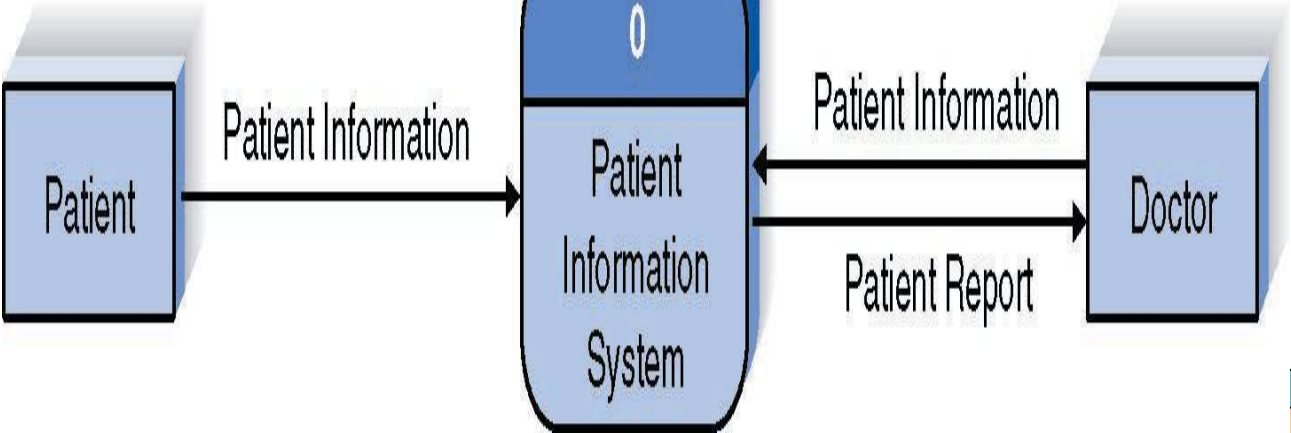 0
Patient
Patient Information
Patient
Information
System
Patient Information
Patient Report
Doctor